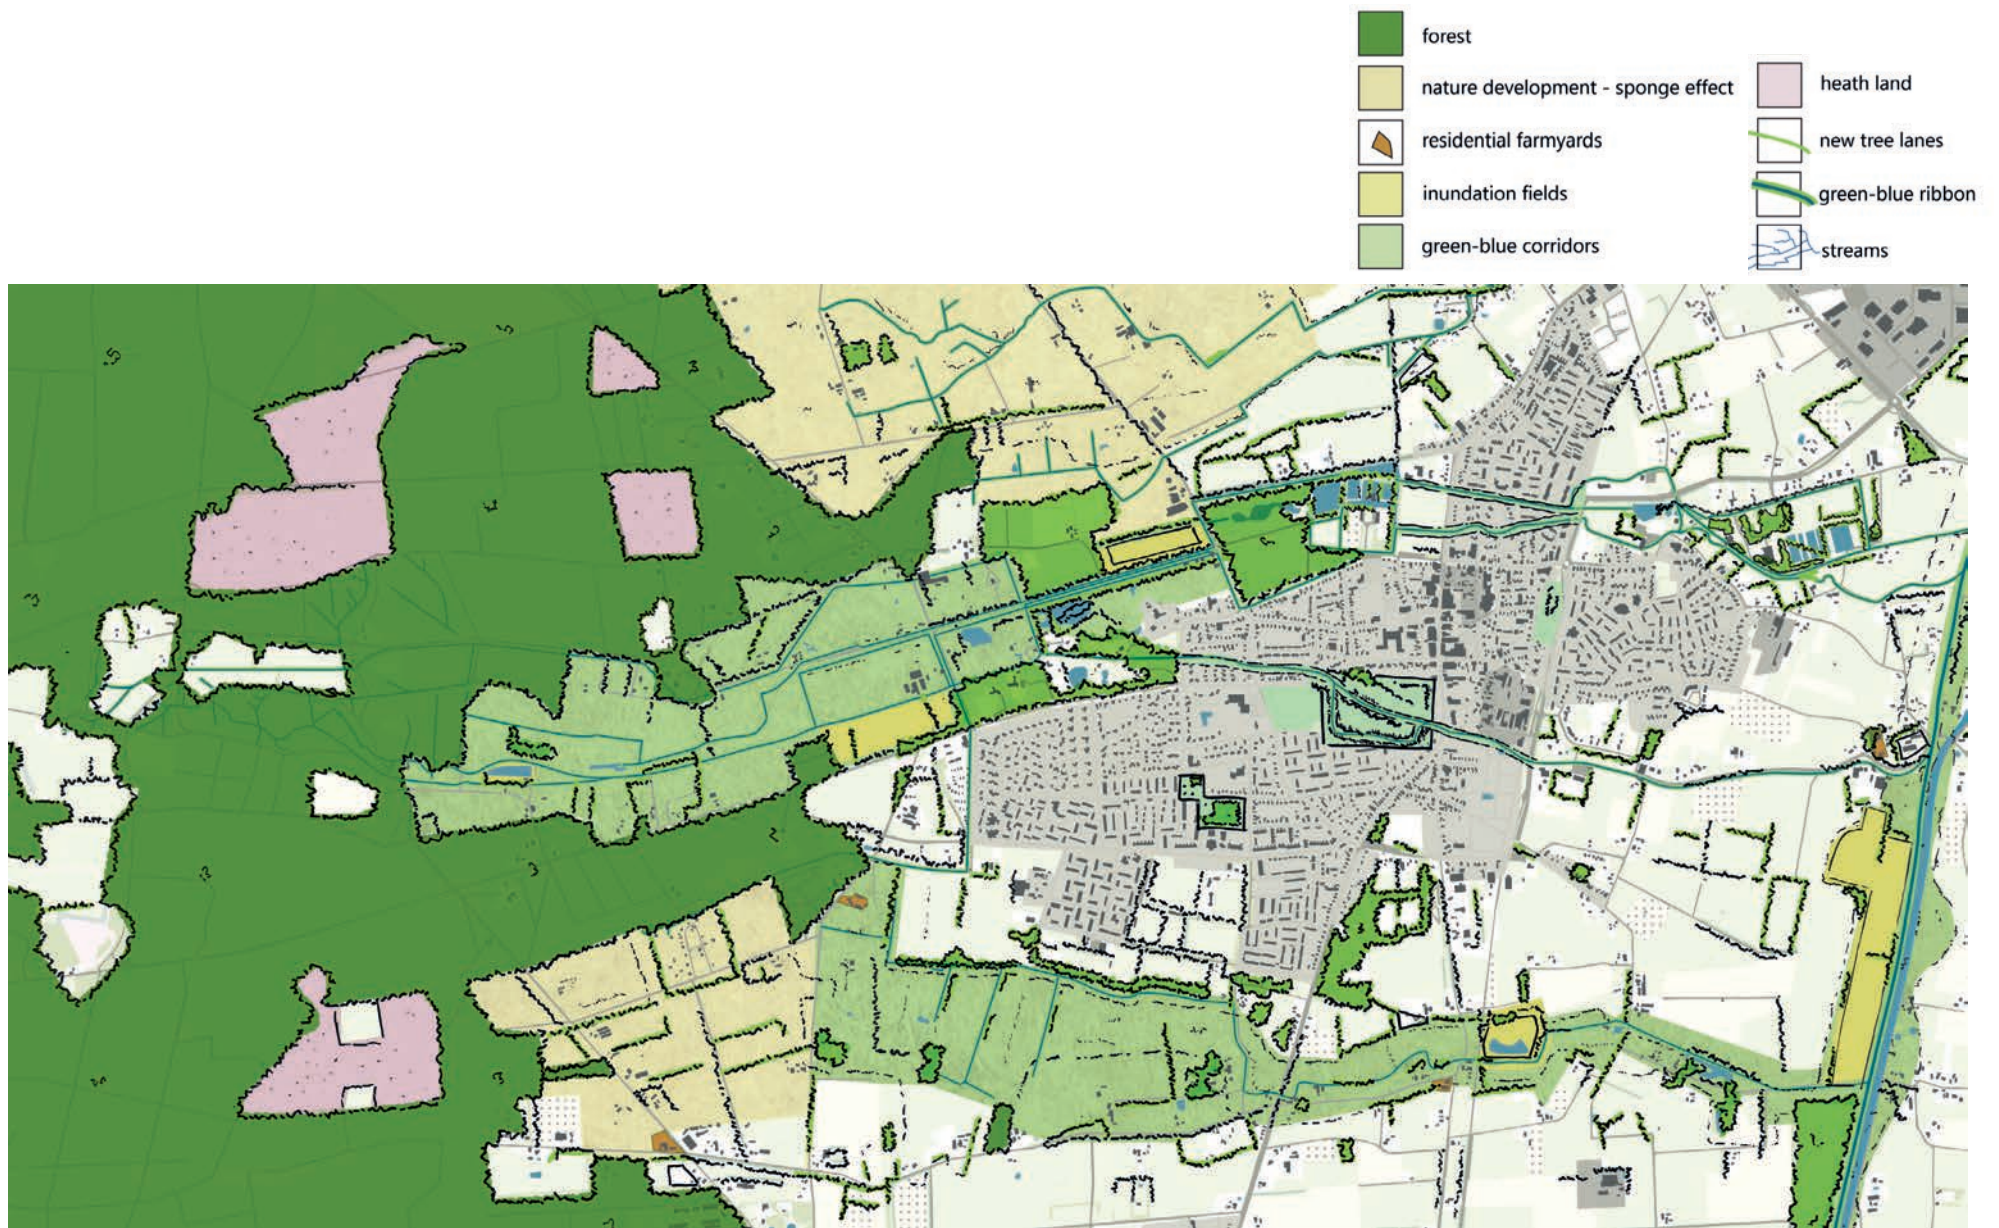 forest
nature development - sponge effect
residential farmyards
inundation fields
green-blue corridors
heath land
new tree lanes
green-blue ribbon
streams